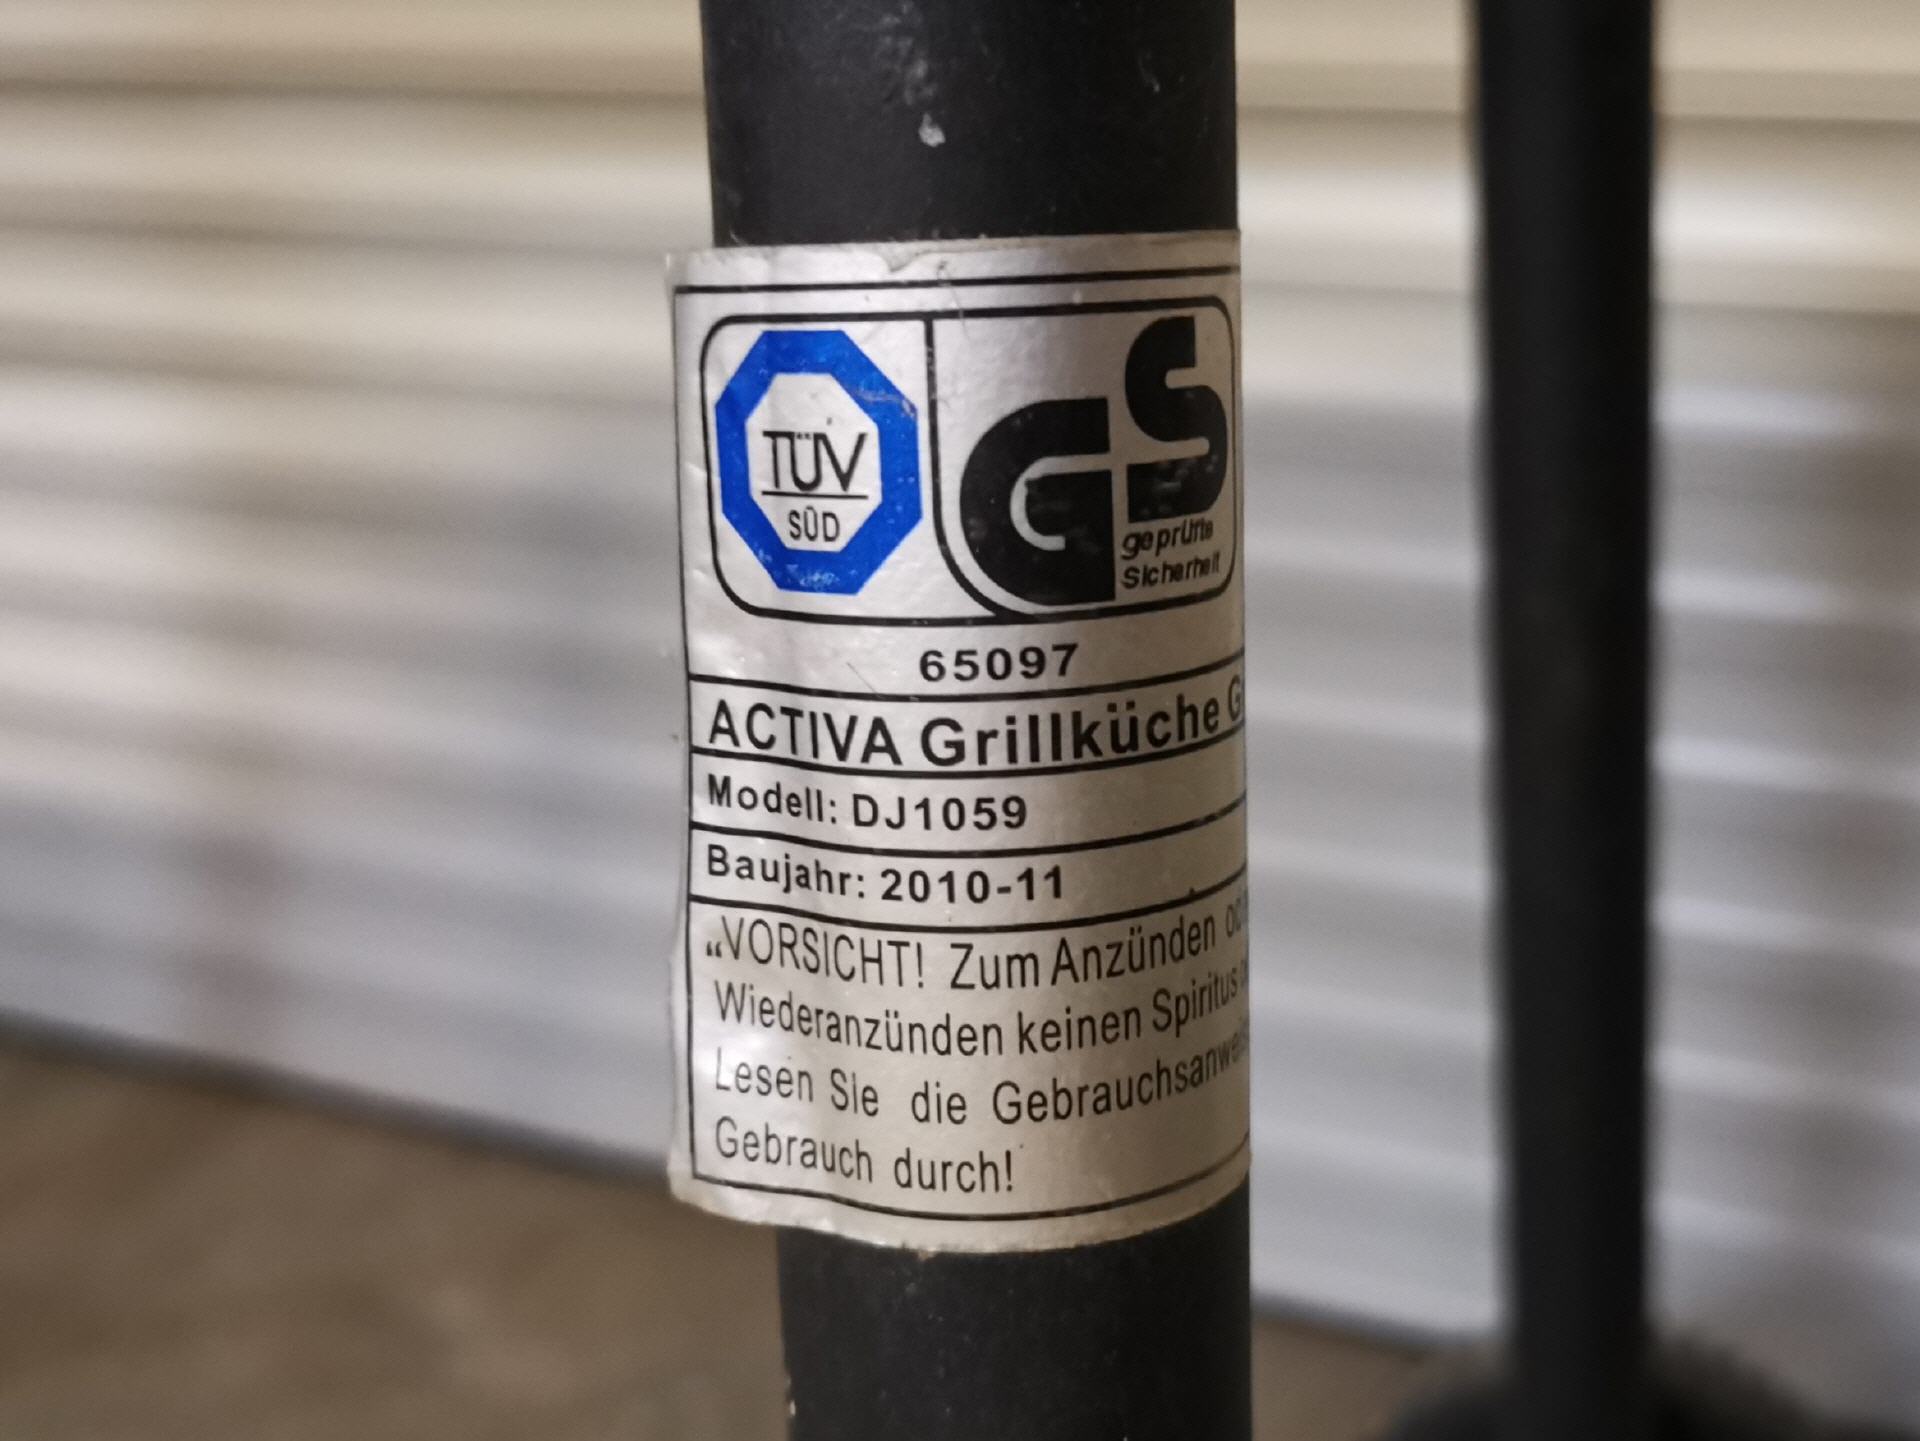 TÜV
SÜD
GS
geprüfte
Sicherheit
65097
ACTIVA Grillküche
Modell: DJ1059
Baujahr: 2010-11
„VORSICHT! Zum Anzünden
Wiederanzünden keinen Spiritus
Lesen Sie die
Gebrauch durch!